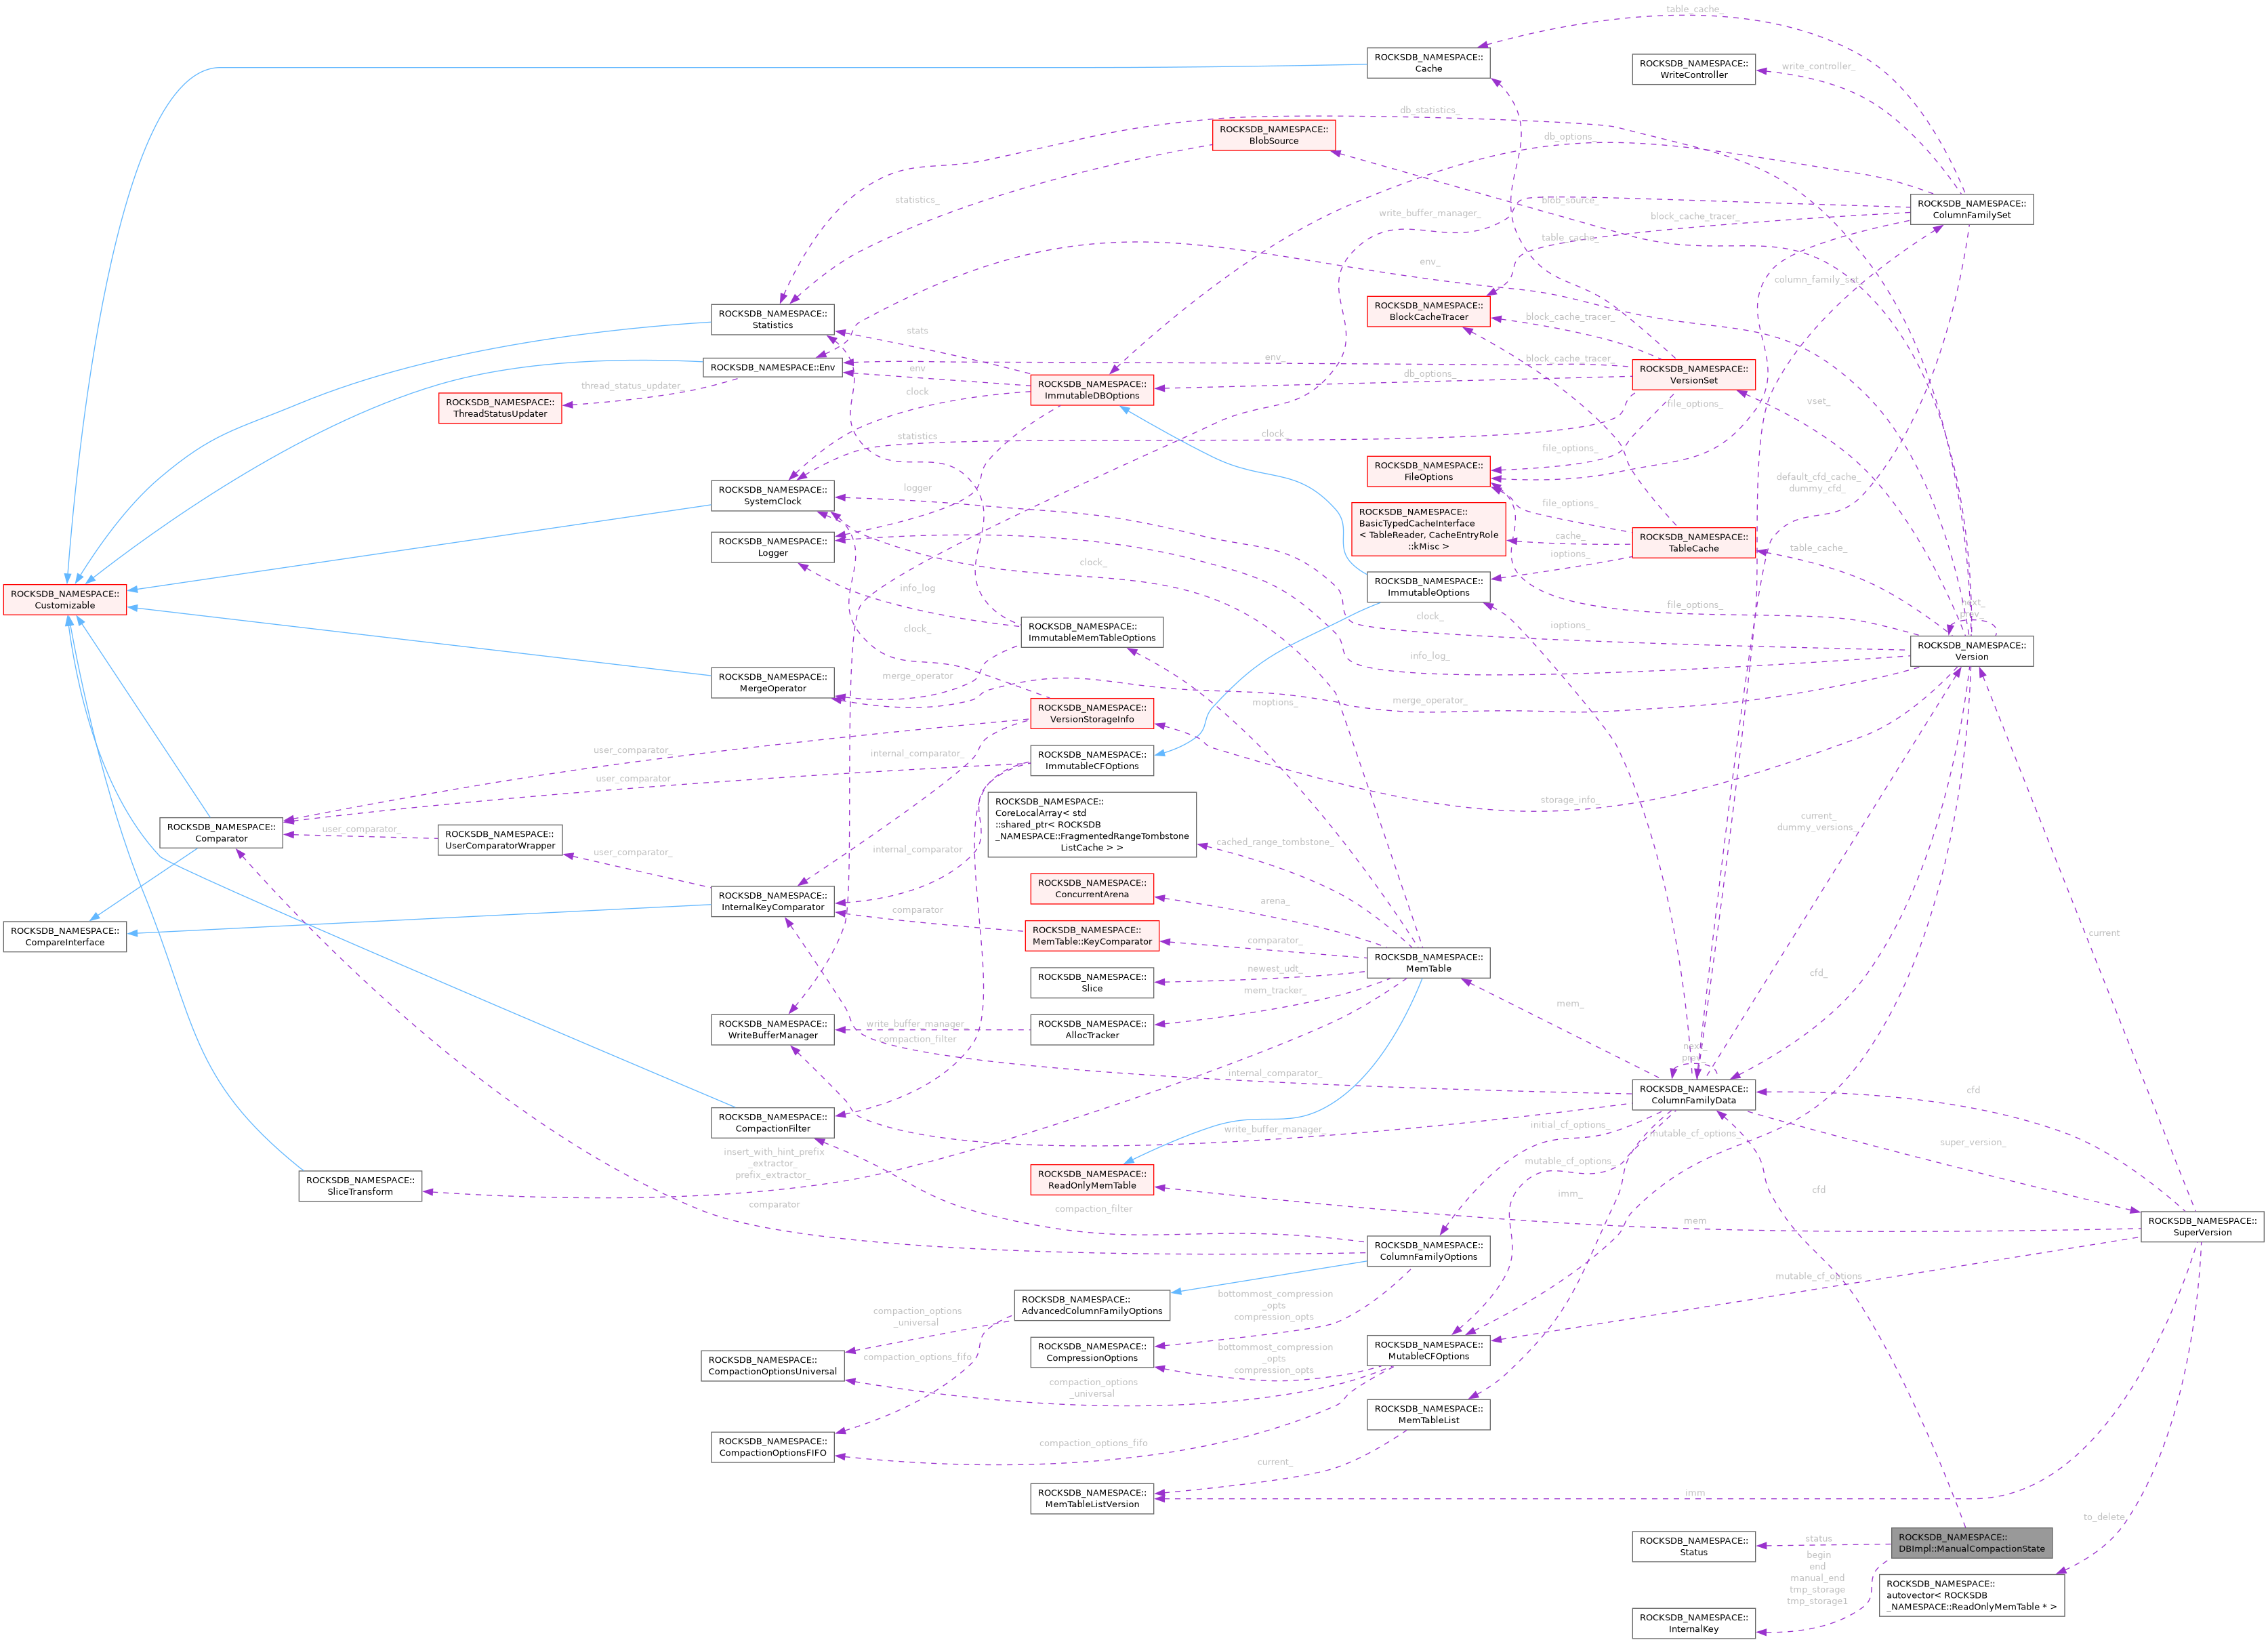 table_cache_
ROCKSDB_NAMESPACE::
Cache
ROCKSDB_NAMESPACE::
WriteController
write_controller_
db_statistics_
ROCKSDB_NAMESPACE::
BlobSource
db_options_
statistics_
write_buffer_manager_
blob_source_
block_cache_tracer_
ROCKSDB_NAMESPACE::
ColumnFamilySet
table_cache_
env_
column_family_set_
ROCKSDB_NAMESPACE::
Statistics
ROCKSDB_NAMESPACE::
BlockCacheTracer
block_cache_tracer_
stats
ROCKSDB_NAMESPACE::Env
env_
block_cache_tracer_
env
ROCKSDB_NAMESPACE::
VersionSet
thread_status_updater_
ROCKSDB_NAMESPACE::
ImmutableDBOptions
db_options_
ROCKSDB_NAMESPACE::
ThreadStatusUpdater
clock
file_options_
vset_
statistics
clock_
file_options_
ROCKSDB_NAMESPACE::
FileOptions
default_cfd_cache_
dummy_cfd_
ROCKSDB_NAMESPACE::
SystemClock
logger
file_options_
ROCKSDB_NAMESPACE::
BasicTypedCacheInterface
< TableReader, CacheEntryRole
::kMisc >
cache_
ROCKSDB_NAMESPACE::
TableCache
ROCKSDB_NAMESPACE::
Logger
ioptions_
table_cache_
clock_
ROCKSDB_NAMESPACE::
Customizable
info_log
ROCKSDB_NAMESPACE::
ImmutableOptions
file_options_
next_
prev_
clock_
ROCKSDB_NAMESPACE::
ImmutableMemTableOptions
clock_
ioptions_
ROCKSDB_NAMESPACE::
Version
info_log_
ROCKSDB_NAMESPACE::
MergeOperator
merge_operator
moptions_
merge_operator_
ROCKSDB_NAMESPACE::
VersionStorageInfo
user_comparator_
internal_comparator_
ROCKSDB_NAMESPACE::
ImmutableCFOptions
user_comparator
storage_info_
ROCKSDB_NAMESPACE::
CoreLocalArray< std
::shared_ptr< ROCKSDB
_NAMESPACE::FragmentedRangeTombstone
ListCache > >
current_
dummy_versions_
ROCKSDB_NAMESPACE::
Comparator
user_comparator_
ROCKSDB_NAMESPACE::
UserComparatorWrapper
user_comparator_
internal_comparator
cached_range_tombstone_
ROCKSDB_NAMESPACE::
InternalKeyComparator
ROCKSDB_NAMESPACE::
ConcurrentArena
arena_
comparator
ROCKSDB_NAMESPACE::
CompareInterface
ROCKSDB_NAMESPACE::
MemTable::KeyComparator
comparator_
current
ROCKSDB_NAMESPACE::
MemTable
newest_udt_
cfd_
ROCKSDB_NAMESPACE::
Slice
mem_tracker_
mem_
ROCKSDB_NAMESPACE::
WriteBufferManager
write_buffer_manager
compaction_filter
ROCKSDB_NAMESPACE::
AllocTracker
next_
prev_
internal_comparator_
ROCKSDB_NAMESPACE::
ColumnFamilyData
cfd
ROCKSDB_NAMESPACE::
CompactionFilter
write_buffer_manager_
initial_cf_options_
mutable_cf_options_
super_version_
insert_with_hint_prefix
_extractor_
prefix_extractor_
ROCKSDB_NAMESPACE::
ReadOnlyMemTable
mutable_cf_options_
ROCKSDB_NAMESPACE::
SliceTransform
comparator
compaction_filter
imm_
cfd
mem
ROCKSDB_NAMESPACE::
SuperVersion
ROCKSDB_NAMESPACE::
ColumnFamilyOptions
mutable_cf_options
ROCKSDB_NAMESPACE::
AdvancedColumnFamilyOptions
bottommost_compression
_opts
compression_opts
compaction_options
_universal
ROCKSDB_NAMESPACE::
CompactionOptionsUniversal
compaction_options_fifo
ROCKSDB_NAMESPACE::
CompressionOptions
bottommost_compression
_opts
compression_opts
ROCKSDB_NAMESPACE::
MutableCFOptions
compaction_options
_universal
ROCKSDB_NAMESPACE::
MemTableList
ROCKSDB_NAMESPACE::
CompactionOptionsFIFO
compaction_options_fifo
current_
ROCKSDB_NAMESPACE::
MemTableListVersion
imm
to_delete
ROCKSDB_NAMESPACE::
Status
status
ROCKSDB_NAMESPACE::
DBImpl::ManualCompactionState
begin
end
manual_end
tmp_storage
tmp_storage1
ROCKSDB_NAMESPACE::
autovector< ROCKSDB
_NAMESPACE::ReadOnlyMemTable * >
ROCKSDB_NAMESPACE::
InternalKey